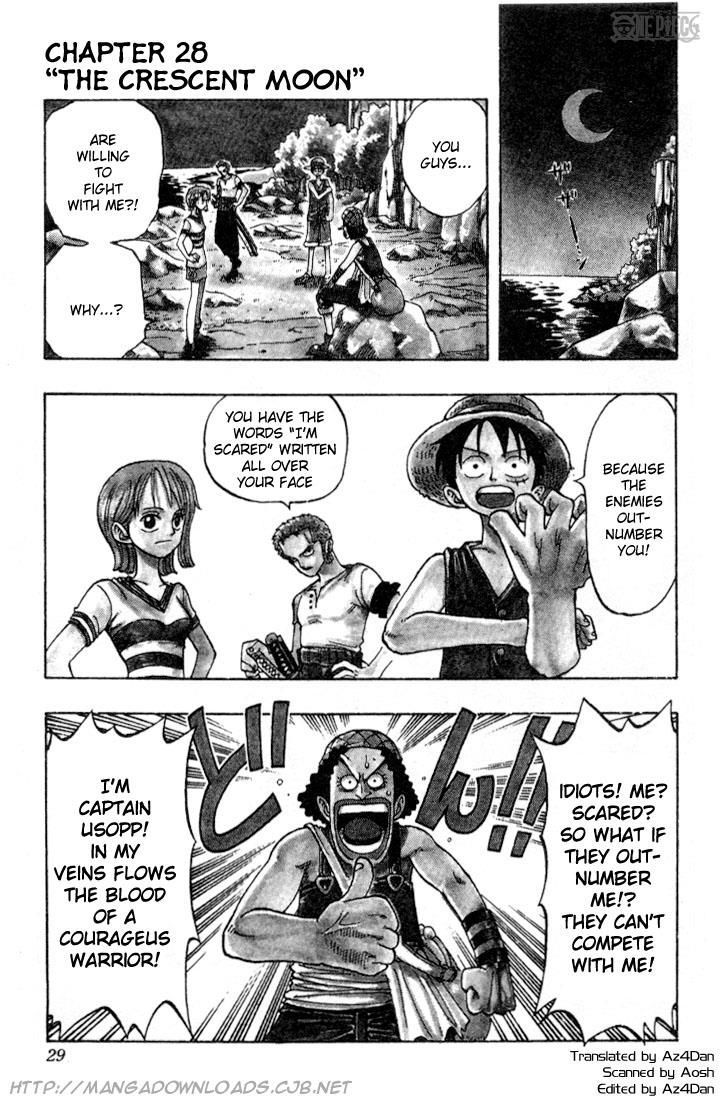 ONE PIECE
CHAPTER 28
“THE CRESCENT MOON”
ザザ
YOU
GUYS...
ARE
WILLING
TO
FIGHT
WITH ME?!
WHY...?
BECAUSE
THE
ENEMIES
OUT-
NUMBER
YOU!
YOU HAVE THE
WORDS “I'M
SCARED” WRITTEN
ALL OVER
YOUR FACE
どん!!
IDIOTS! ME?
SCARED?
SO WHAT IF
THEY OUT-
NUMBER
ME!?
THEY CAN'T
COMPETE
WITH ME!
I'M
CAPTAIN
USOPP!
IN MY
VEINS FLOWS
THE BLOOD
OF A
COURAGEUS
WARRIOR!
29
Translated by Az4Dan
Scanned by Aosh
Edited by Az4Dan
HTTP://MANGADOWNLOADS.CJB.NET